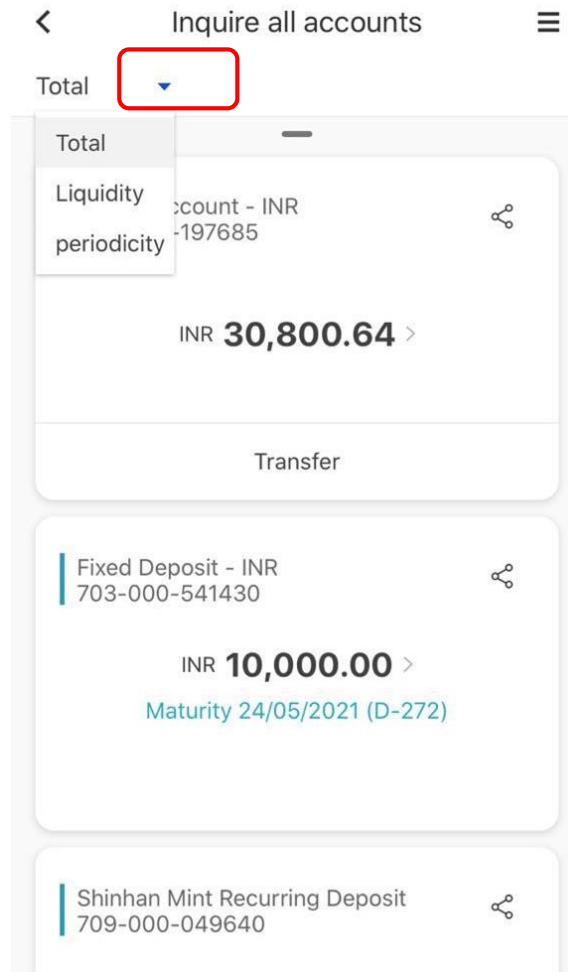 Inquire all accounts
Total
Total
Liquidity
periodicity
ccount - INR
-197685
INR 30,800.64 >
Transfer
Fixed Deposit - INR
703-000-541430
INR 10,000.00 >
Maturity 24/05/2021 (D-272)
Shinhan Mint Recurring Deposit
709-000-049640